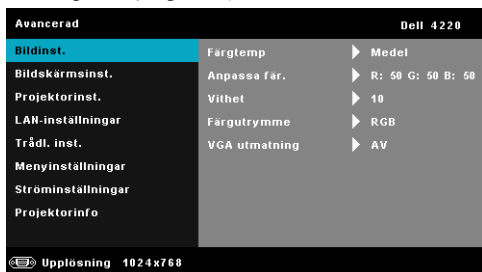 Avancerad Dell 4220
Bildinst. Färgtemp Medel
Bildskärmsinst. Anpassa fär. R: 50 G: 50 B: 50
Projektorinst. Vithet 10
LAN-inställningar Färgutrymme RGB
Trådl. inst. VGA utmatning AV
Menyinställningar
Ströminställningar
Projektorinfo
Upplösning 1024x768